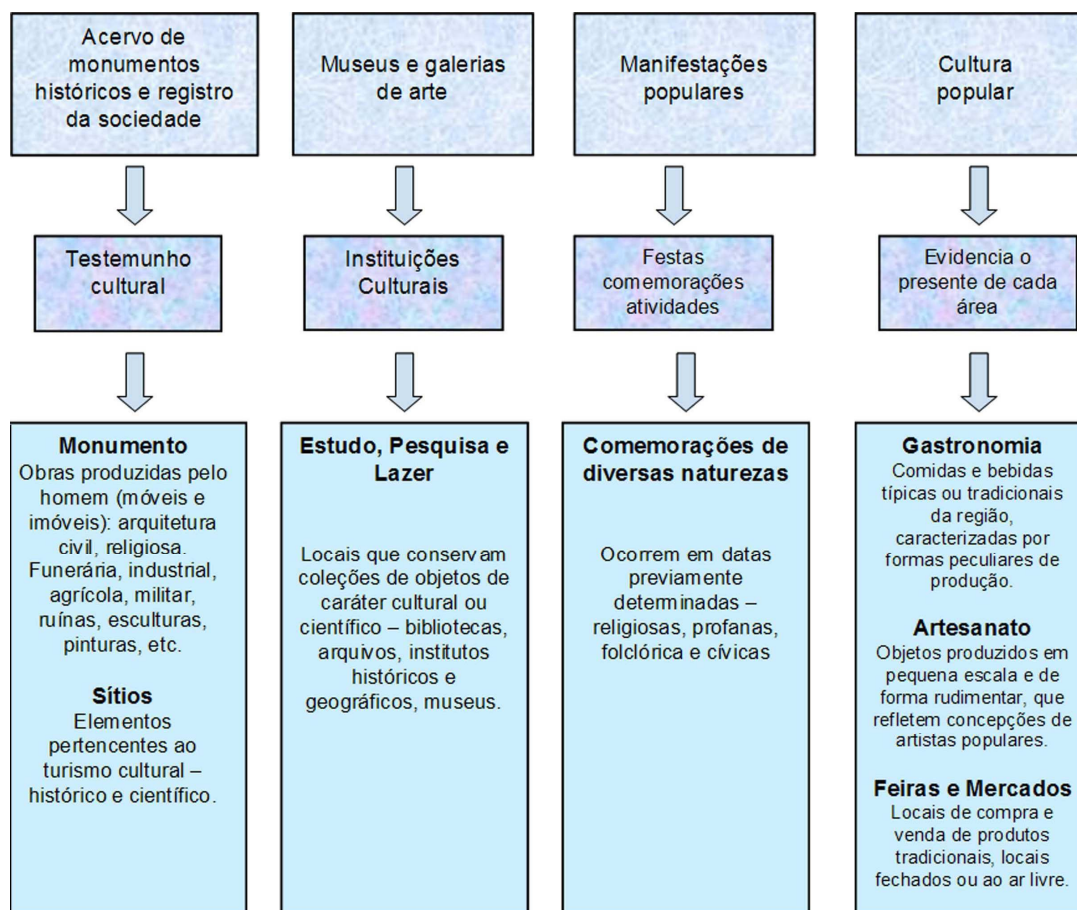 Acervo de
monumentos
históricos e registro
da sociedade
Testemunho
cultural
Monumento
Obras produzidas pelo
homem (móveis e
imóveis): arquitetura
civil, religiosa.
Funerária, industrial,
agrícola, militar,
ruínas, esculturas,
pinturas, etc.
Sítios
Elementos
pertencentes ao
turismo cultural –
histórico e científico.
Museus e galerias
de arte
Instituições
Culturais
Estudo, Pesquisa e
Lazer
Locais que conservam
coleções de objetos de
caráter cultural ou
científico – bibliotecas,
arquivos, institutos
históricos e
geográficos, museus.
Manifestações
populares
Festas
comemorações
atividades
Comemorações de
diversas naturezas
Ocorrem em datas
previamente
determinadas –
religiosas, profanas,
folclórica e cívicas
Cultura
popular
Evidencia o
presente de cada
área
Gastronomia
Comidas e bebidas
típicas ou tradicionais
da região,
caracterizadas por
formas peculiares de
produção.
Artesanato
Objetos produzidos em
pequena escala e de
forma rudimentar, que
refletem concepções de
artistas populares.
Feiras e Mercados
Locais de compra e
venda de produtos
tradicionais, locais
fechados ou ao ar livre.